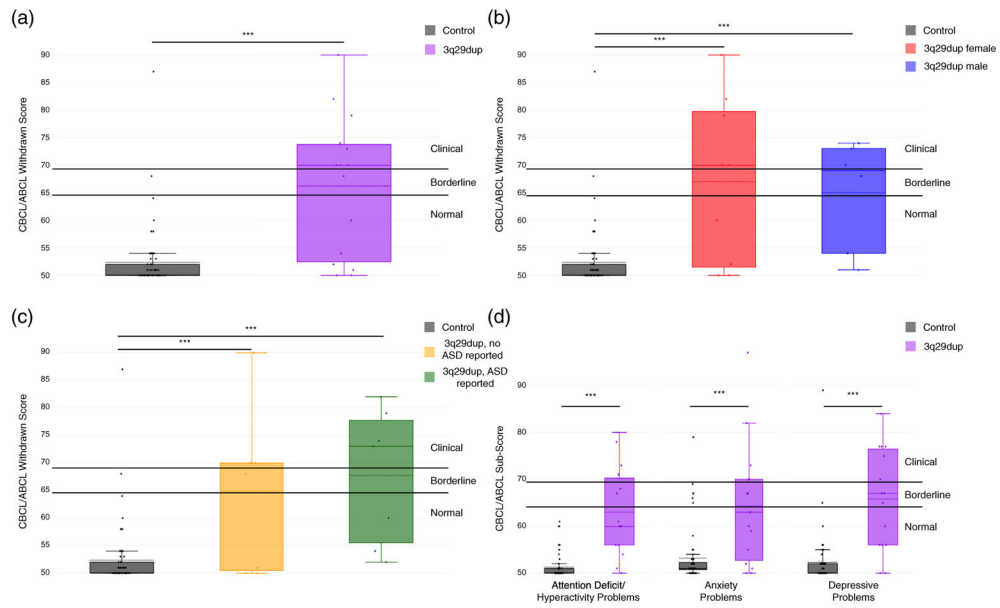 (a)
Control
3q29dup
***
CBCL/ABCL Withdrawn Score
90
85
80
75
70
65
60
55
50
Clinical
Borderline
Normal
(b)
Control
3q29dup female
3q29dup male
***
***
CBCL/ABCL Withdrawn Score
90
85
80
75
70
65
60
55
50
Clinical
Borderline
Normal
(c)
Control
3q29dup, no
ASD reported
3q29dup, ASD
reported
***
***
CBCL/ABCL Withdrawn Score
90
85
80
75
70
65
60
55
50
Clinical
Borderline
Normal
(d)
Control
3q29dup
***
***
***
CBCL/ABCL Sub-Score
90
80
70
60
50
Clinical
Borderline
Normal
Attention Deficit/
Hyperactivity Problems
Anxiety
Problems
Depressive
Problems